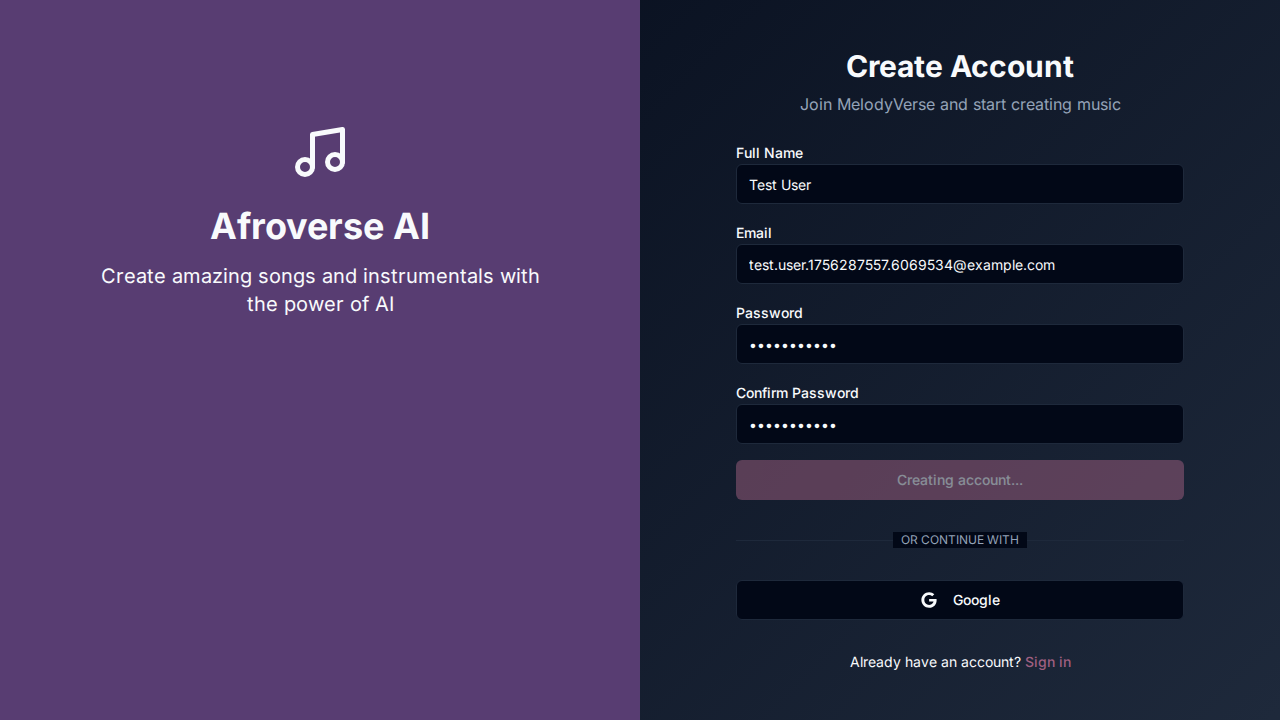 Afroverse AI
Create amazing songs and instrumentals with
the power of AI
Create Account
Join MelodyVerse and start creating music
Full Name
Test User
Email
test.user.1756287557.6069534@example.com
Password
•••••••••••
Confirm Password
•••••••••••
Creating account...
OR CONTINUE WITH
Google
Already have an account? Sign in